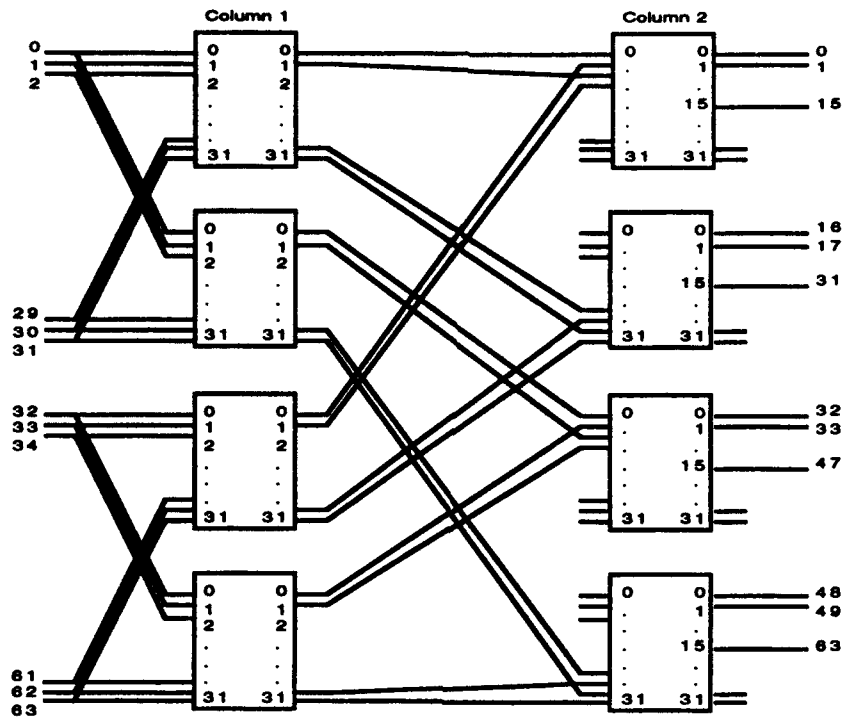 Column 1 Column 2
0 0 0 0 0
1 1 1 1 1
2 2 2
15 15
31 31 31 31
0 0 0 0 16
1 1 1 17
2 2
15 31
29
30 31 31 31 31
31
32 0 0 0 0 32
33 1 1 1 33
34 2 2
15 47
31 31 31 31
0 0 0 0 48
1 1 1 49
2 2
15 63
61
62 31 31 31 31
63